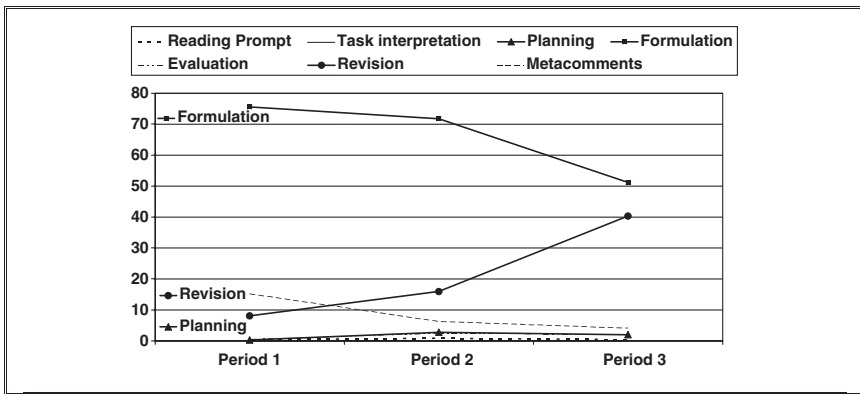 Reading Prompt Task interpretation Planning Formulation
Evaluation Revision Metacomments
80
70
60
50
40
30
20
10
0
Formulation
Revision
Planning
Period 1 Period 2 Period 3